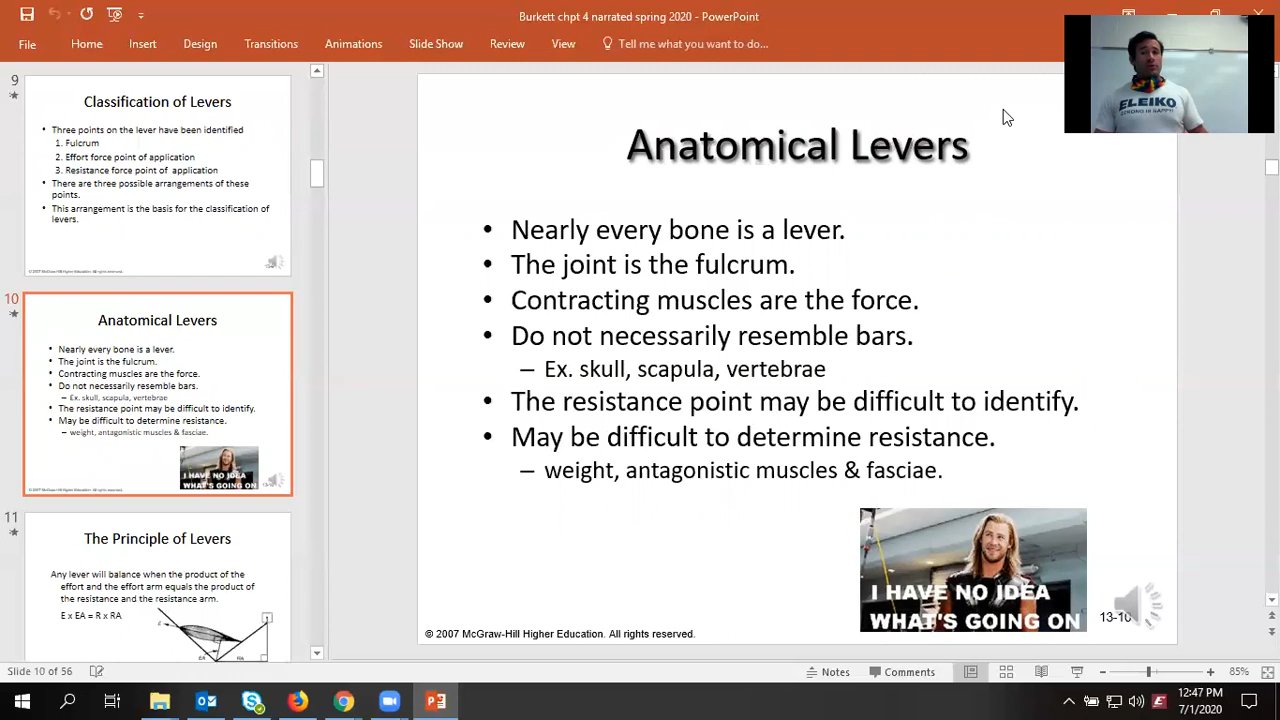 Burkett chpt 4 narrated spring 2020 - PowerPoint
File Home Insert Design Transitions Animations Slide Show Review View Tell me what you want to do...
9
Classification of Levers
• Three points on the lever have been identified
1. Fulcrum
2. Effort force point of application
3. Resistance force point of application
• There are three possible arrangements of these
points.
• This arrangement is the basis for the classification of
levers.
© 2007 McGraw-Hill Higher Education. All rights reserved.
10
Anatomical Levers
• Nearly every bone is a lever.
• The joint is the fulcrum.
• Contracting muscles are the force.
• Do not necessarily resemble bars.
– Ex. skull, scapula, vertebrae
• The resistance point may be difficult to identify.
• May be difficult to determine resistance.
– weight, antagonistic muscles & fasciae.
I HAVE NO IDEA
WHAT'S GOING ON
© 2007 McGraw-Hill Higher Education. All rights reserved.
11
The Principle of Levers
Any lever will balance when the product of the
effort and the effort arm equals the product of
the resistance and the resistance arm.
E x EA = R x RA
Anatomical Levers
• Nearly every bone is a lever.
• The joint is the fulcrum.
• Contracting muscles are the force.
• Do not necessarily resemble bars.
– Ex. skull, scapula, vertebrae
• The resistance point may be difficult to identify.
• May be difficult to determine resistance.
– weight, antagonistic muscles & fasciae.
I HAVE NO IDEA
WHAT'S GOING ON
13-10
© 2007 McGraw-Hill Higher Education. All rights reserved.
ELEIKO
Slide 10 of 56
Notes Comments 85%
12:47 PM
7/1/2020